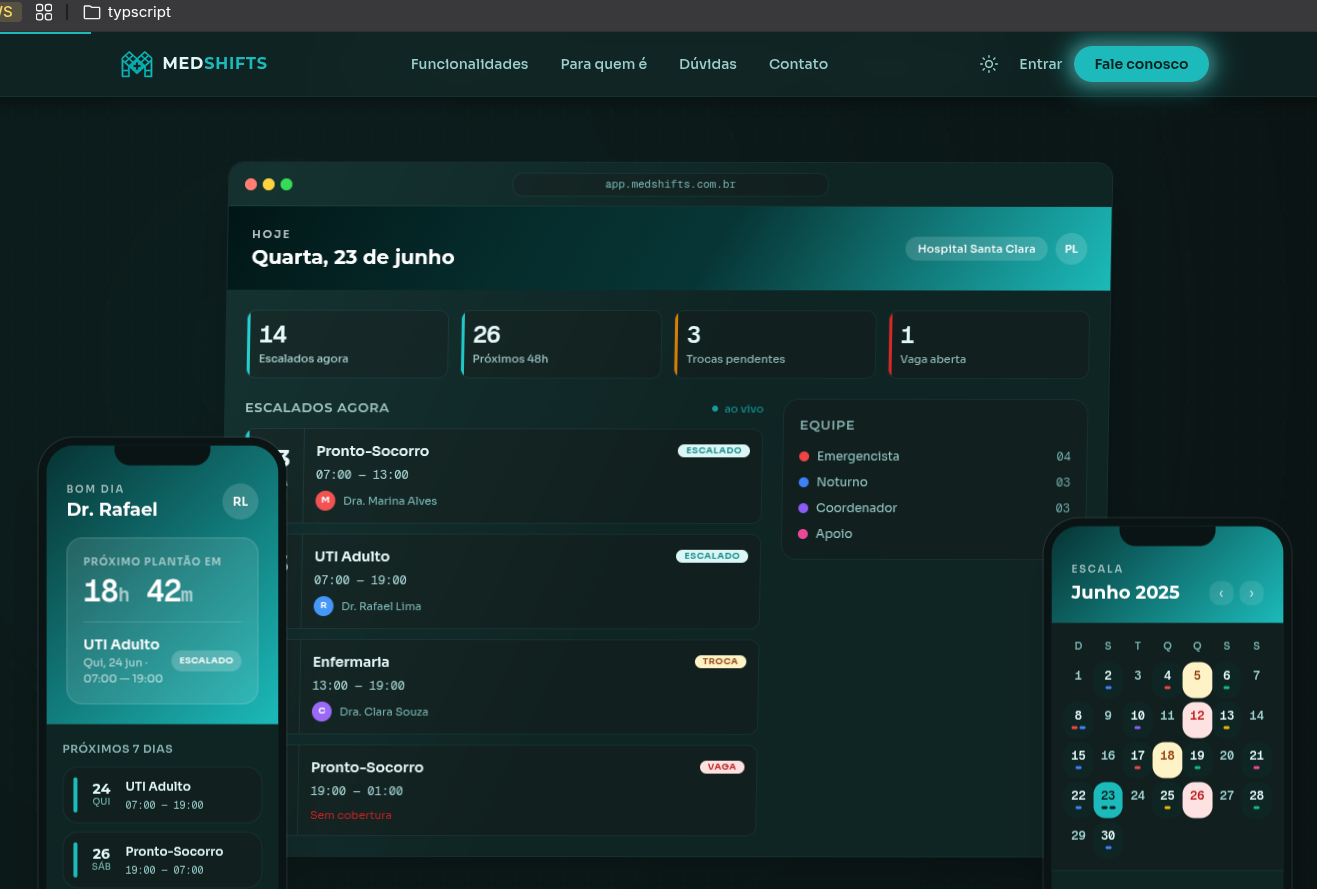 WS
typscript
MEDSHIFTS
Funcionalidades
Para quem é
Dúvidas
Contato
Entrar
Fale conosco
app.medshifts.com.br
HOJE
Quarta, 23 de junho
Hospital Santa Clara
PL
14
Escalados agora
26
Próximos 48h
3
Trocas pendentes
1
Vaga aberta
ESCALADOS AGORA
ao vivo
Pronto-Socorro
ESCALADO
07:00 – 13:00
M
Dra. Marina Alves
UTI Adulto
ESCALADO
07:00 – 19:00
R
Dr. Rafael Lima
Enfermaria
TROCA
13:00 – 19:00
C
Dra. Clara Souza
Pronto-Socorro
VAGA
19:00 – 01:00
Sem cobertura
EQUIPE
Emergencista 04
Noturno 03
Coordenador 03
Apoio
BOM DIA
Dr. Rafael
RL
PRÓXIMO PLANTÃO EM
18h 42m
UTI Adulto
Qui, 24 jun ·
07:00 — 19:00
ESCALADO
PRÓXIMOS 7 DIAS
24
QUI
UTI Adulto
07:00 – 19:00
26
SÁB
Pronto-Socorro
19:00 – 07:00
ESCALA
Junho 2025
‹ ›
D S T Q Q S S
1 2 3 4 5 6 7
8 9 10 11 12 13 14
15 16 17 18 19 20 21
22 23 24 25 26 27 28
29 30